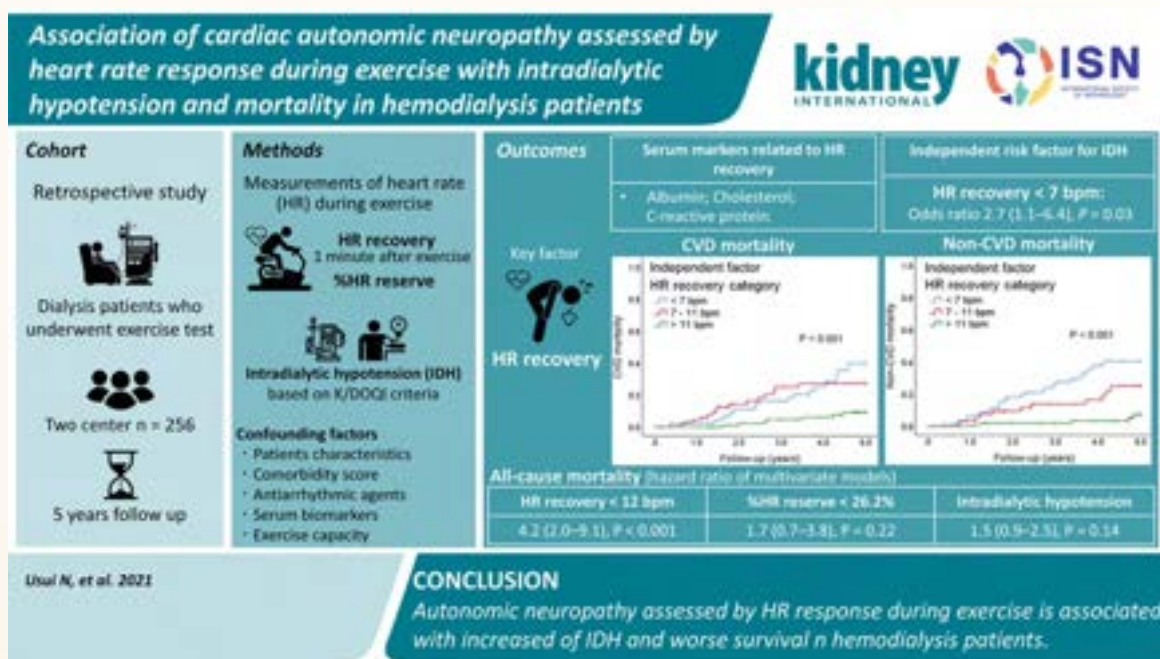 Association of cardiac autonomic neuropathy assessed by
heart rate response during exercise with intradialytic
hypotension and mortality in hemodialysis patients
kidney
INTERNATIONAL
ISN
INTERNATIONAL SOCIETY
OF NEPHROLOGY
Cohort
Retrospective study
Dialysis patients who
underwent exercise test
Two center n = 256
5 years follow up
Methods
Measurements of heart rate
(HR) during exercise
HR recovery
1 minute after exercise
%HR reserve
Intradialytic hypotension (IDH)
based on K/DOQI criteria
Confounding factors
· Patients characteristics
· Comorbidity score
· Antiarrhythmic agents
· Serum biomarkers
· Exercise capacity
Outcomes
Key factor
HR recovery
Serum markers related to HR
recovery
• Albumin; Cholesterol;
C-reactive protein
Independent risk factor for IDH
HR recovery < 7 bpm:
Odds ratio 2.7 (1.1–6.4), P = 0.03
CVD mortality
Independent factor
HR recovery category
< 7 bpm
7 - 11 bpm
> 11 bpm
P < 0.001
CVD mortality
Follow-up (years)
Non-CVD mortality
Independent factor
HR recovery category
< 7 bpm
7 - 11 bpm
> 11 bpm
P < 0.001
Non-CVD mortality
Follow-up (years)
All-cause mortality (hazard ratio of multivariate models)
HR recovery < 12 bpm
%HR reserve < 26.2%
Intradialytic hypotension
4.2 (2.0–9.1), P < 0.001
1.7 (0.7–3.8), P = 0.22
1.5 (0.9–2.5), P = 0.14
Usui N, et al. 2021
CONCLUSION
Autonomic neuropathy assessed by HR response during exercise is associated
with increased of IDH and worse survival n hemodialysis patients.